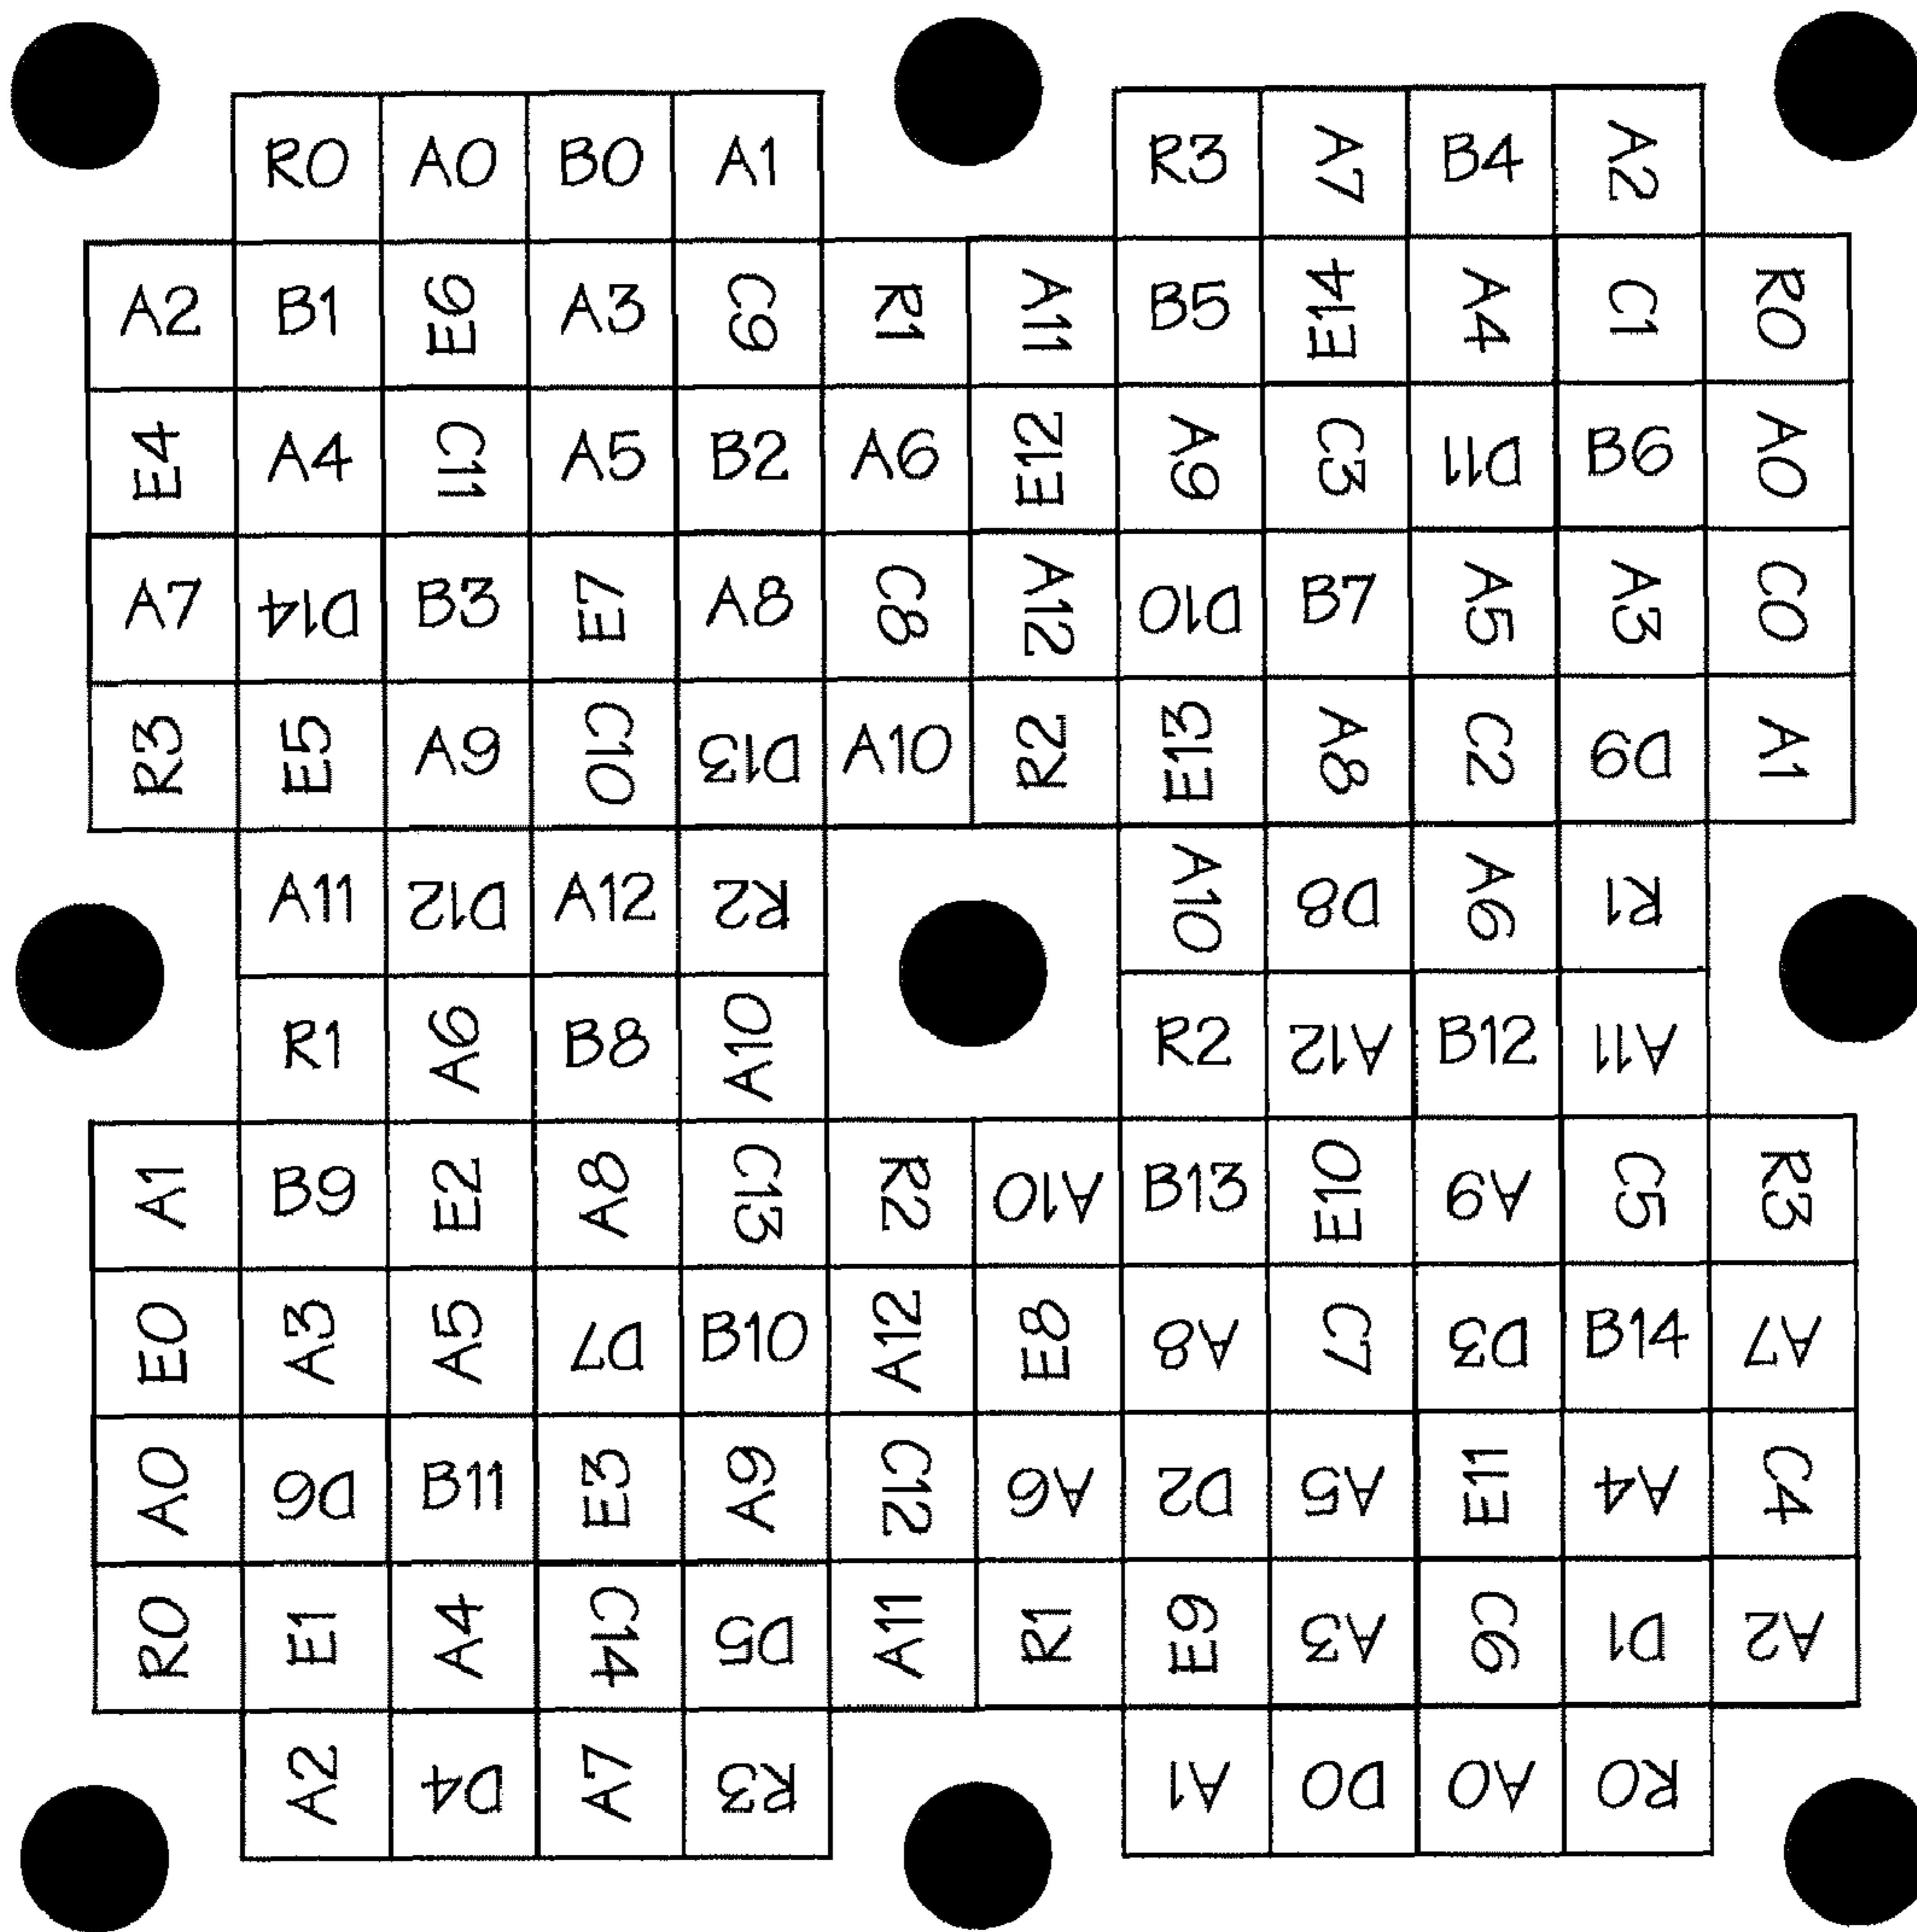 R0 A0 B0 A1 R3 A7 B4 A2
A2 B1 E6 A3 C9 R1 A11 B5 E14 A4 C1 R0
E4 A4 C11 A5 B2 A6 E12 A9 C3 D11 B6 A0
A7 D14 B3 E7 A8 C8 A12 D10 B7 A5 A3 C0
R3 E5 A9 C10 D13 A10 R2 E13 A8 C2 D9 A1
A11 D12 A12 R2 A10 D8 A6 R1
R1 A6 B8 A10 R2 A12 B12 A11
A1 B9 E2 A8 C13 R2 A10 B13 E10 A9 C5 R3
E0 A3 A5 D7 B10 A12 E8 A8 C7 D3 B14 A7
A0 D6 B11 E3 A9 C12 A6 D2 A5 E11 A4 C4
R0 E1 A4 C14 D5 A11 R1 E9 A3 C6 D1 A2
A2 D4 A7 R3 A1 D0 A0 R0